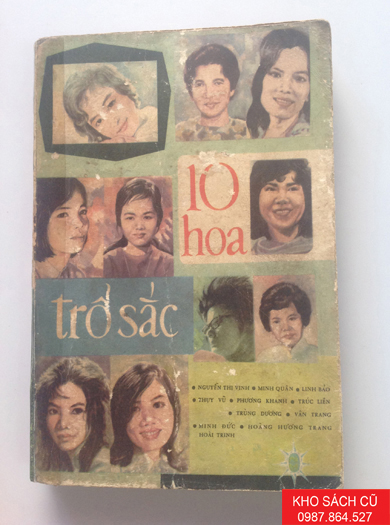 10
hoa
trổ sắc
NGUYỄN THỊ VINH • MINH QUÂN • LINH BẢO
THỤY VŨ • PHƯƠNG KHANH • TRÚC LIÊN
TRÙNG DƯƠNG • VÂN TRANG
MINH ĐỨC • HOÀNG HƯƠNG TRANG
HOÀI TRINH
KHO SÁCH CŨ
0987.864.527